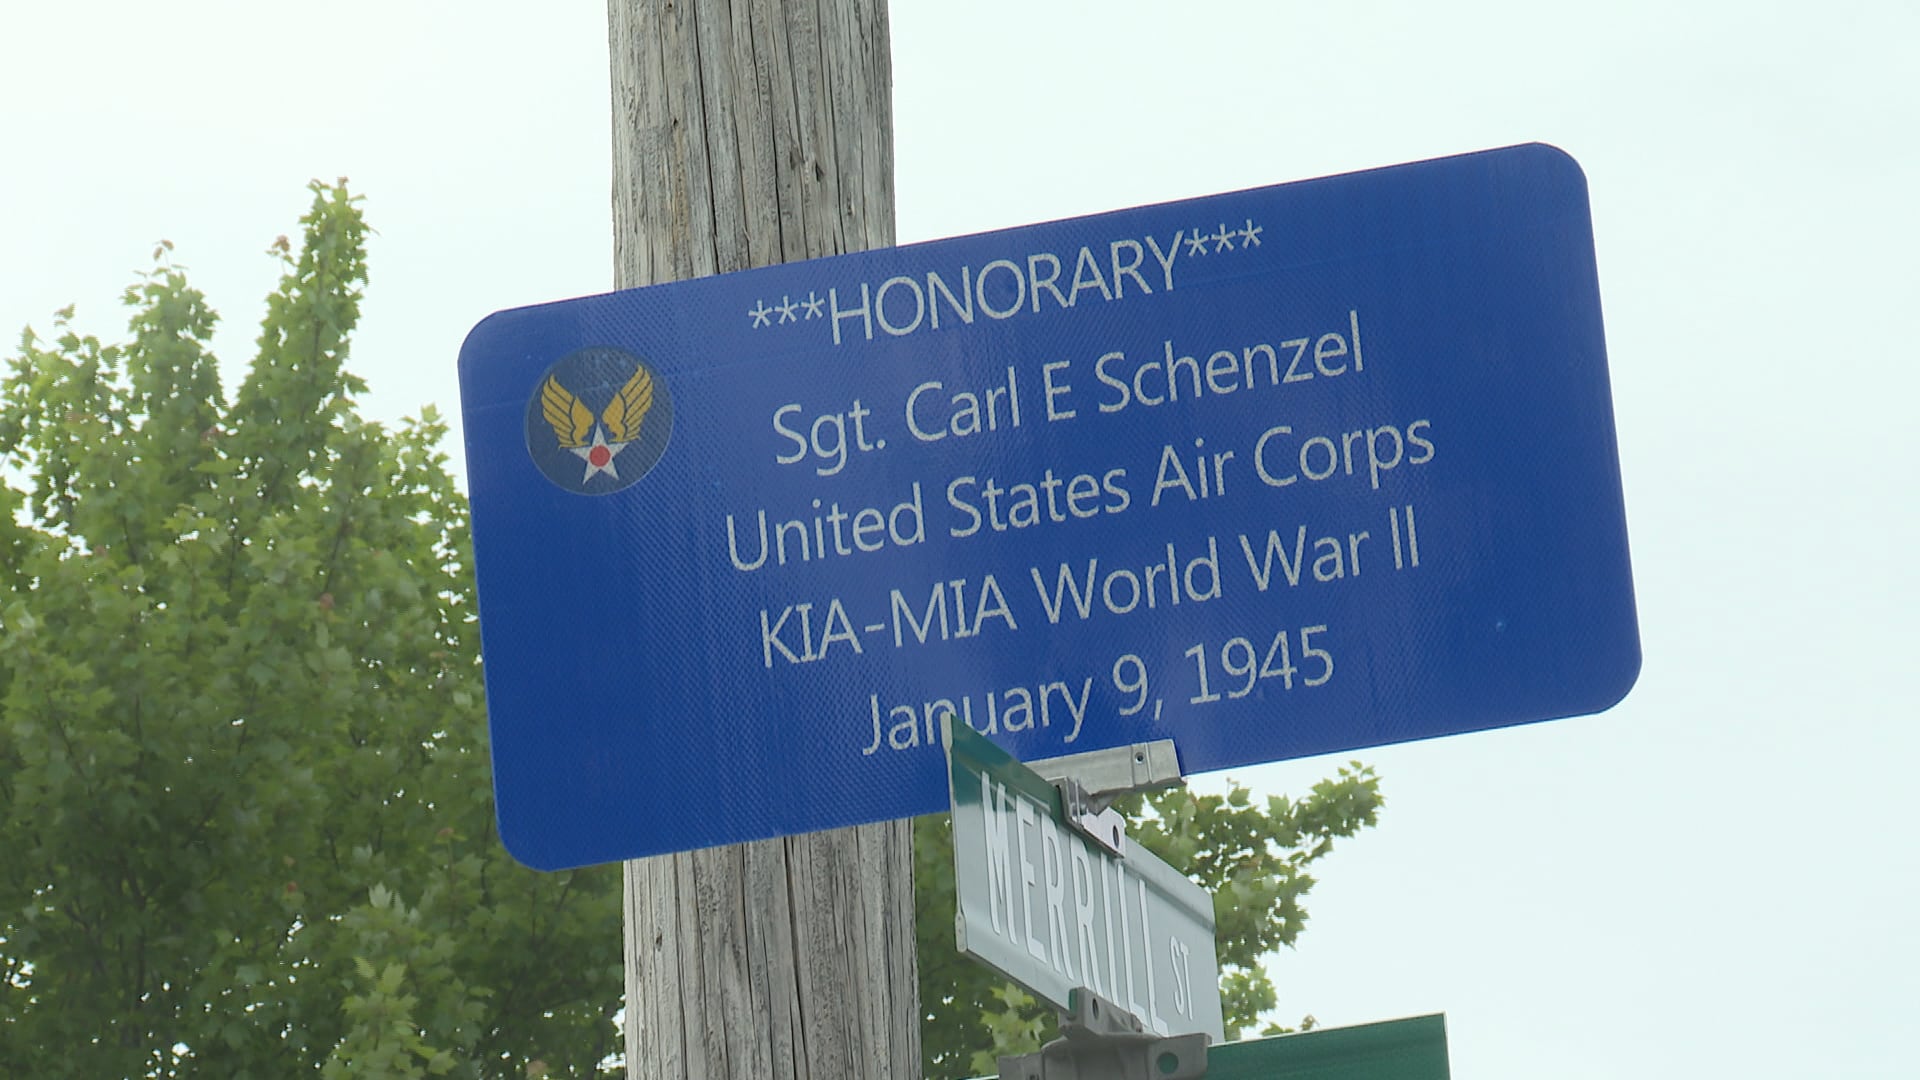 ***HONORARY***
Sgt. Carl E Schenzel
United States Air Corps
KIA-MIA World War II
January 9, 1945
MERRILL ST